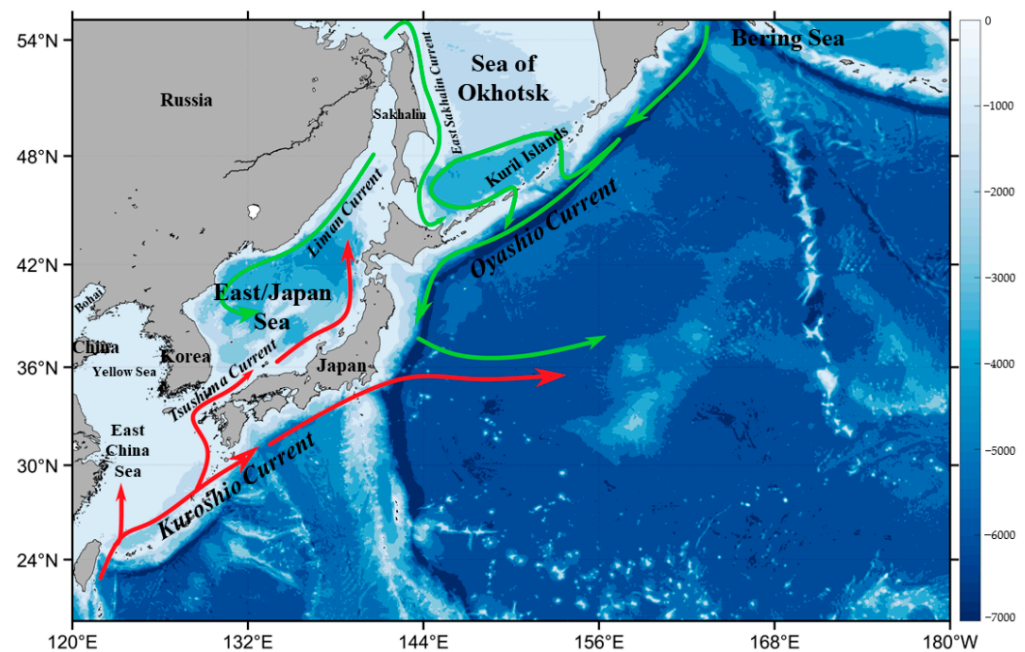 54°N
48°N
42°N
36°N
30°N
24°N
120°E
132°E
144°E
156°E
168°E
180°W
0
−1000
−2000
−3000
−4000
−5000
−6000
−7000
Bering Sea
Sea of
Okhotsk
Russia
Sakhalin
East Sakhalin Current
Kuril Islands
Liman Current
Oyashio Current
East/Japan
Sea
Bohai
China
Korea
Yellow Sea
Tsushima Current
Japan
East
China
Sea
Kuroshio Current